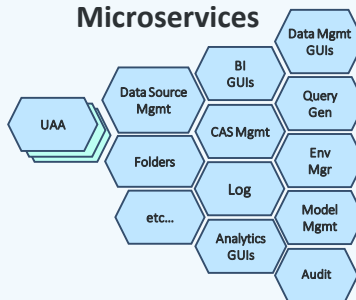 Microservices
UAA
Data Source
Mgmt
Folders
etc...
BI
GUIs
CAS Mgmt
Log
Analytics
GUIs
Data Mgmt
GUIs
Query
Gen
Env
Mgr
Model
Mgmt
Audit